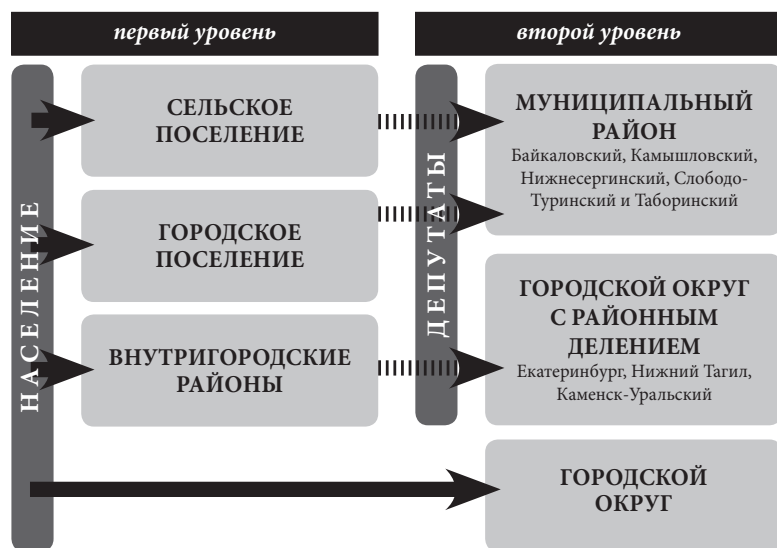 первый уровень
второй уровень
НАСЕЛЕНИЕ
СЕЛЬСКОЕ
ПОСЕЛЕНИЕ
ГОРОДСКОЕ
ПОСЕЛЕНИЕ
ВНУТРИГОРОДСКИЕ
РАЙОНЫ
ДЕПУТАТЫ
МУНИЦИПАЛЬНЫЙ
РАЙОН
Байкаловский, Камышловский,
Нижнесергинский, Слободо-
Туринский и Таборинский
ГОРОДСКОЙ ОКРУГ
С РАЙОННЫМ
ДЕЛЕНИЕМ
Екатеринбург, Нижний Тагил,
Каменск-Уральский
ГОРОДСКОЙ
ОКРУГ